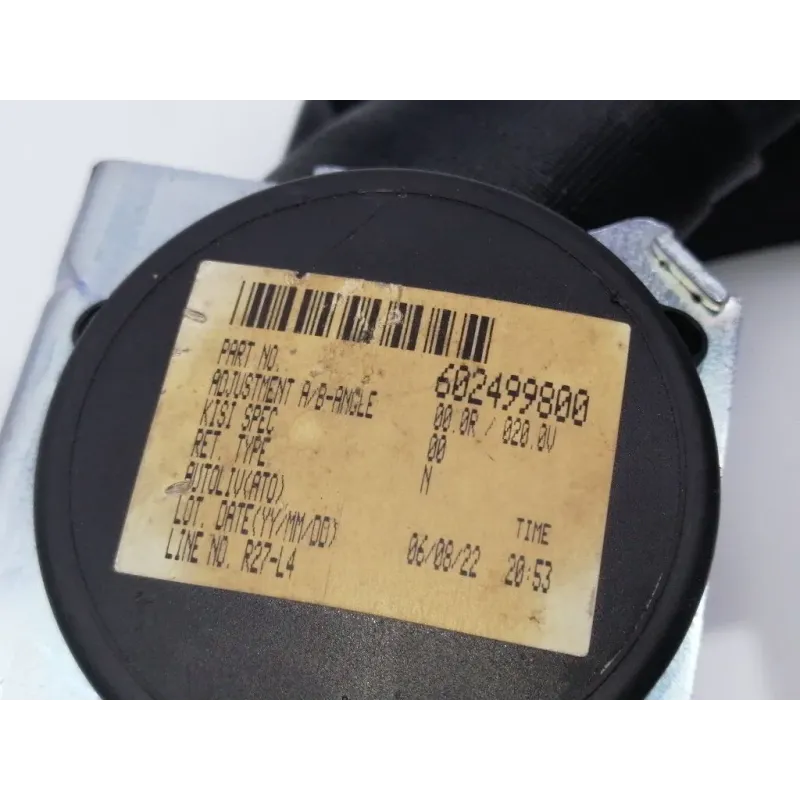 PART NO. 602499800
ADJUSTMENT A/B-ANGLE 00.0R / 020.0V
KISI SPEC 00
RET. TYPE N
AUTOLIV(ATO)
LOT. DATE(YY/MM/DD) 06/08/22 TIME 20:53
LINE NO. R27-L4